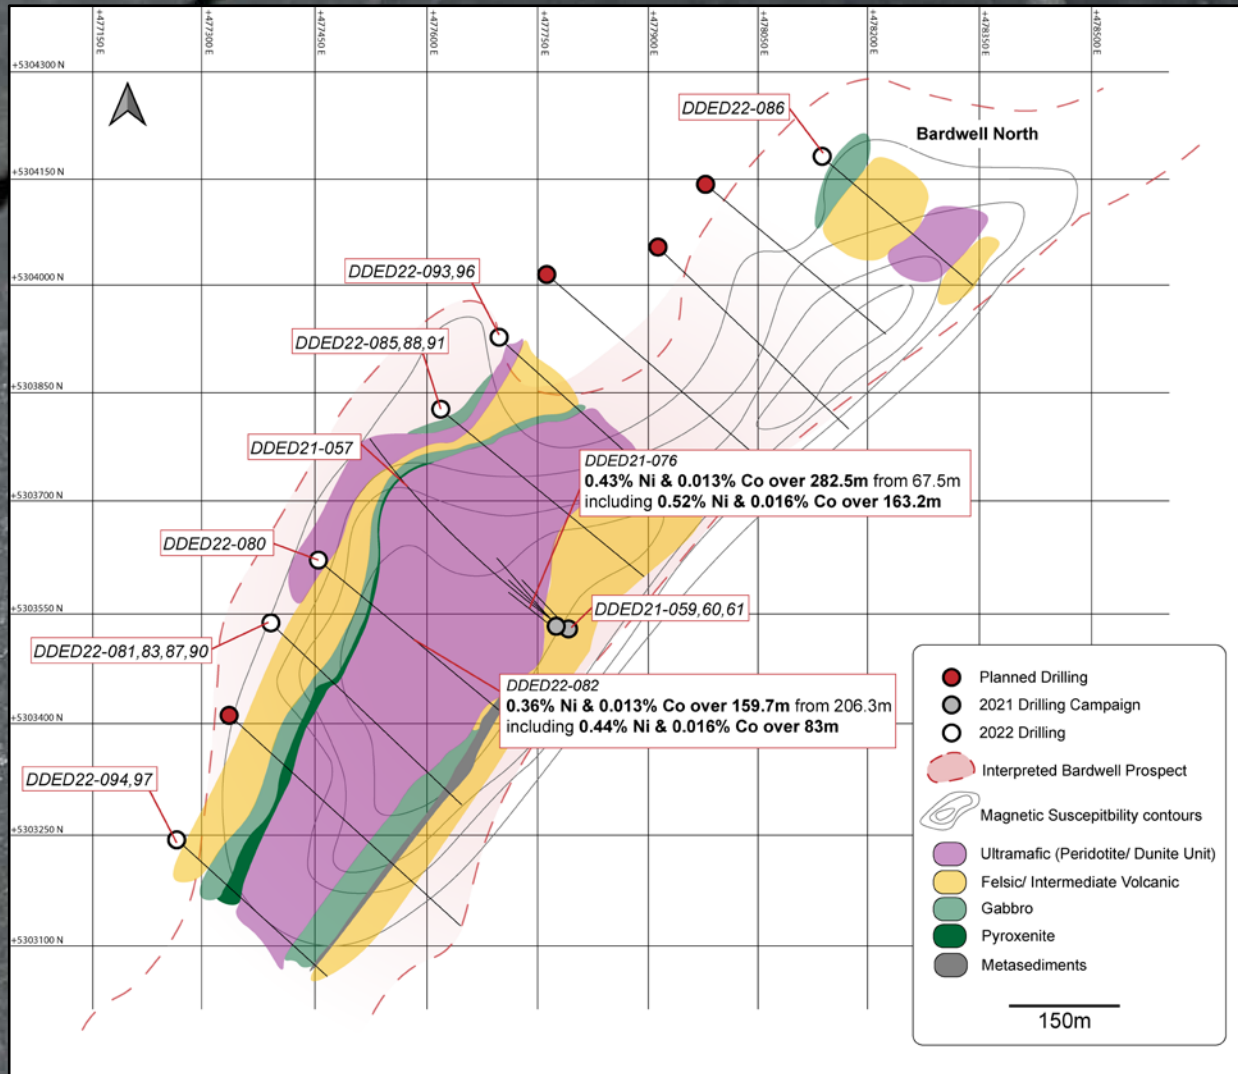 +477150 E
+477300 E
+477450 E
+477600 E
+477750 E
+477900 E
+478050 E
+478200 E
+478350 E
+478500 E
+5304300 N
DDED22-086
Bardwell North
+5304150 N
DDED22-093,96
+5304000 N
DDED22-085,88,91
+5303850 N
DDED21-057
DDED21-076
0.43% Ni & 0.013% Co over 282.5m from 67.5m
including 0.52% Ni & 0.016% Co over 163.2m
+5303700 N
DDED22-080
+5303550 N
DDED21-059,60,61
DDED22-081,83,87,90
DDED22-082
0.36% Ni & 0.013% Co over 159.7m from 206.3m
including 0.44% Ni & 0.016% Co over 83m
+5303400 N
DDED22-094,97
+5303250 N
+5303100 N
Planned Drilling
2021 Drilling Campaign
2022 Drilling
Interpreted Bardwell Prospect
Magnetic Suscepitbility contours
Ultramafic (Peridotite/ Dunite Unit)
Felsic/ Intermediate Volcanic
Gabbro
Pyroxenite
Metasediments
150m